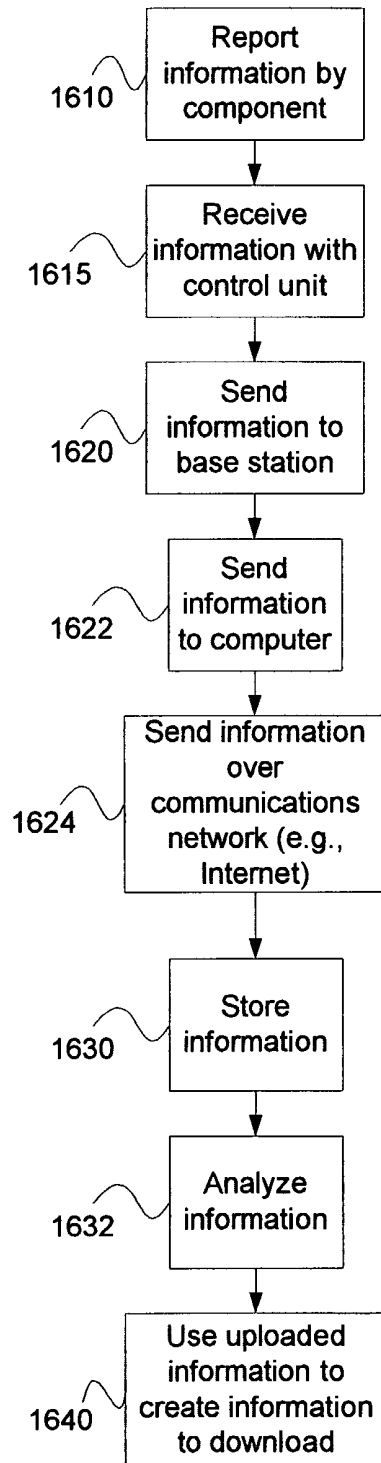 Report
information by
component
1610
Receive
information with
control unit
1615
Send
information to
base station
1620
Send
information
to computer
1622
Send information
over
communications
network (e.g.,
Internet)
1624
Store
information
1630
Analyze
information
1632
Use uploaded
information to
create information
to download
1640